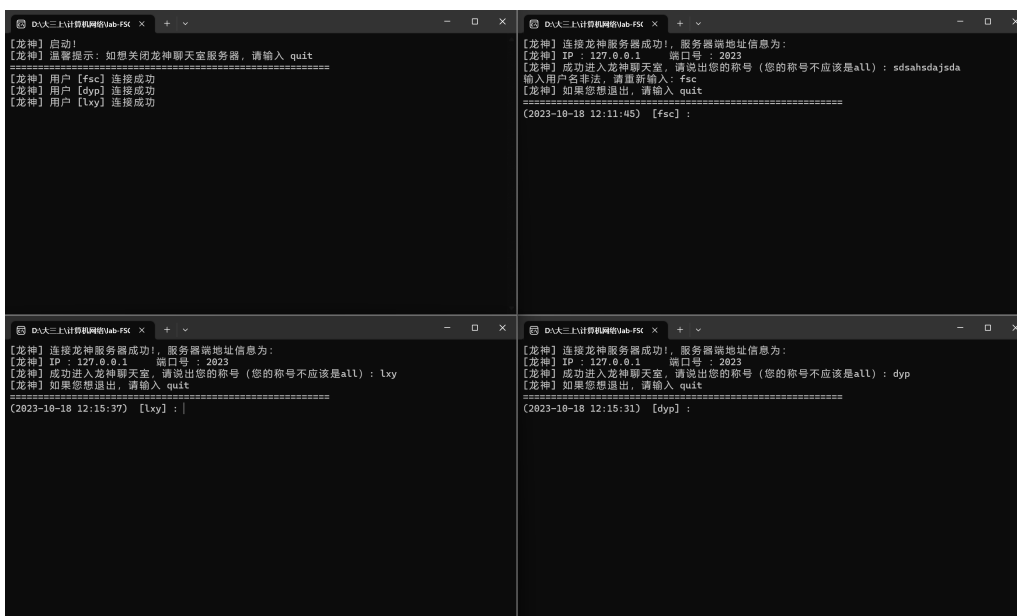 D:\大三上\计算机网络\lab-FSC
[龙神] 启动!
[龙神] 温馨提示: 如想关闭龙神聊天室服务器, 请输入 quit
=========================================================
[龙神] 用户 [fsc] 连接成功
[龙神] 用户 [dyp] 连接成功
[龙神] 用户 [lxy] 连接成功
D:\大三上\计算机网络\lab-FSC
[龙神] 连接龙神服务器成功!, 服务器端地址信息为:
[龙神] IP : 127.0.0.1 端口号 : 2023
[龙神] 成功进入龙神聊天室, 请说出您的称号 (您的称号不应该是all) : sdsahsdajsda
输入用户名非法, 请重新输入: fsc
[龙神] 如果您想退出, 请输入 quit
=========================================================
(2023-10-18 12:11:45) [fsc] :
D:\大三上\计算机网络\lab-FSC
[龙神] 连接龙神服务器成功!, 服务器端地址信息为:
[龙神] IP : 127.0.0.1 端口号 : 2023
[龙神] 成功进入龙神聊天室, 请说出您的称号 (您的称号不应该是all) : lxy
[龙神] 如果您想退出, 请输入 quit
=========================================================
(2023-10-18 12:15:37) [lxy] :
D:\大三上\计算机网络\lab-FSC
[龙神] 连接龙神服务器成功!, 服务器端地址信息为:
[龙神] IP : 127.0.0.1 端口号 : 2023
[龙神] 成功进入龙神聊天室, 请说出您的称号 (您的称号不应该是all) : dyp
[龙神] 如果您想退出, 请输入 quit
=========================================================
(2023-10-18 12:15:31) [dyp] :